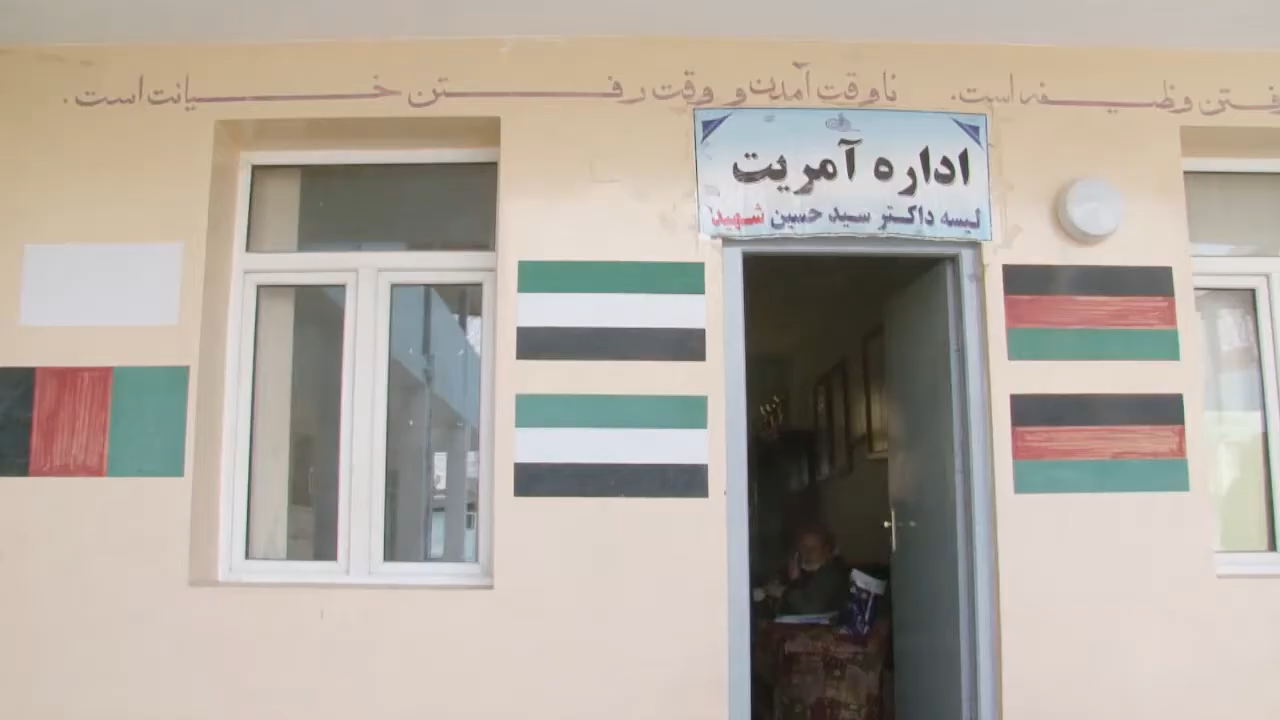 فتن وظیفه است. ناوقت آمدن و وقت رفتن خیانت است.
اداره آمریت
لیسه داکتر سید حسین شهید